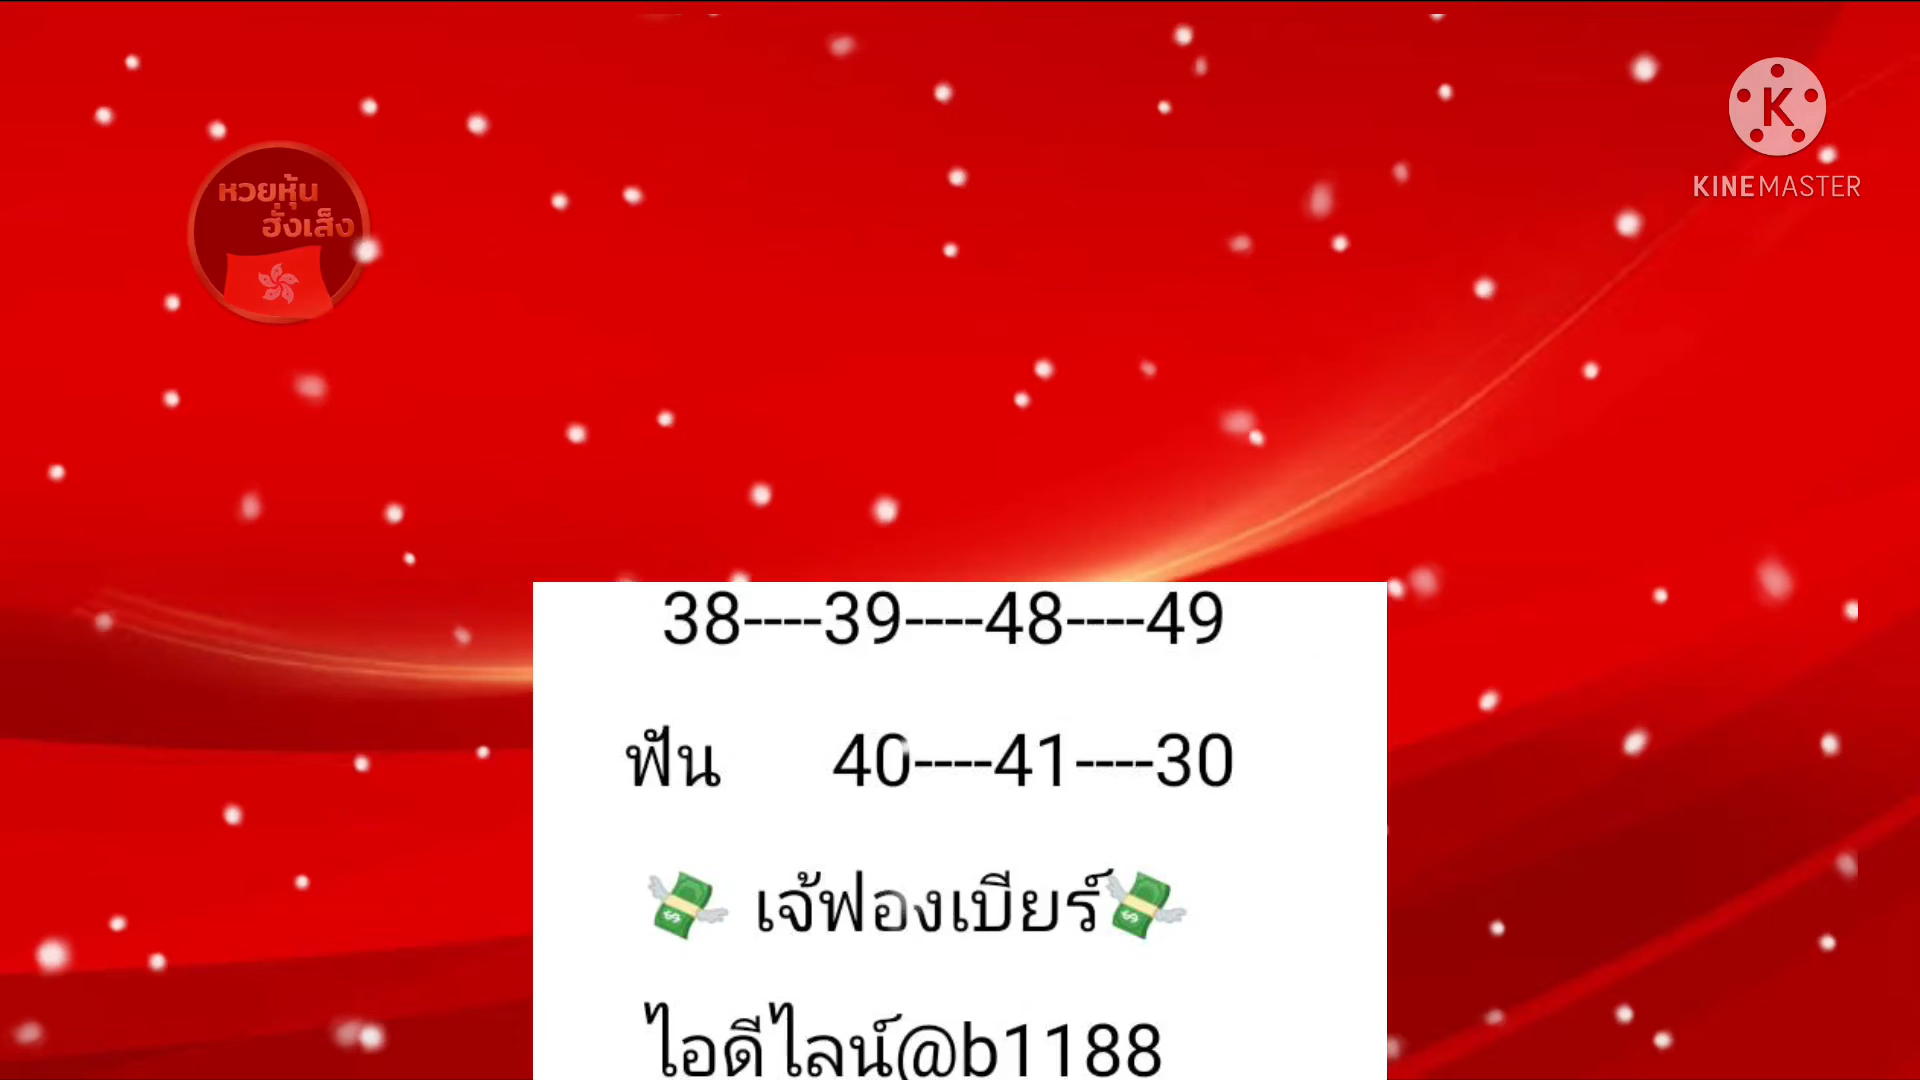 หวยหุ้น
ฮั่งเส็ง
KINEMASTER
38----39----48----49
ฟัน 40----41----30
💸 เจ้ฟองเบียร์💸
ไอดีไลน์@b1188